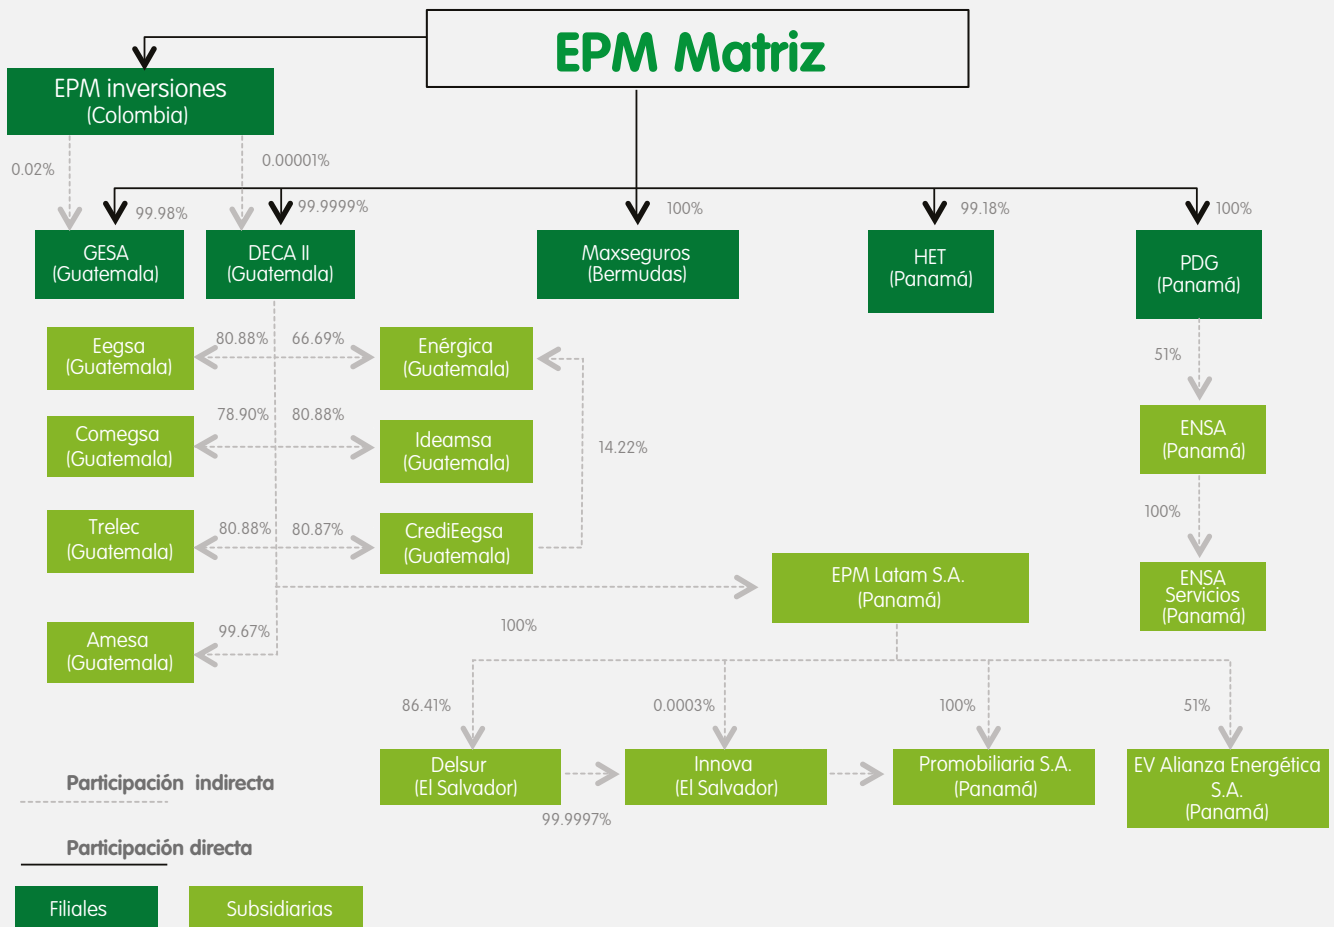 EPM Matriz
EPM inversiones
(Colombia)
0.02%
0.00001%
99.98%
99.9999%
100%
99.18%
100%
GESA
(Guatemala)
DECA II
(Guatemala)
Maxseguros
(Bermudas)
HET
(Panamá)
PDG
(Panamá)
Eegsa
(Guatemala)
80.88%
66.69%
Enérgica
(Guatemala)
51%
Comegsa
(Guatemala)
78.90%
80.88%
Ideamsa
(Guatemala)
14.22%
ENSA
(Panamá)
Trelec
(Guatemala)
80.88%
80.87%
CrediEegsa
(Guatemala)
100%
EPM Latam S.A.
(Panamá)
ENSA
Servicios
(Panamá)
Amesa
(Guatemala)
99.67%
100%
86.41%
0.0003%
100%
51%
Delsur
(El Salvador)
Innova
(El Salvador)
Promobiliaria S.A.
(Panamá)
EV Alianza Energética
S.A.
(Panamá)
99.9997%
Participación indirecta
Participación directa
Filiales
Subsidiarias